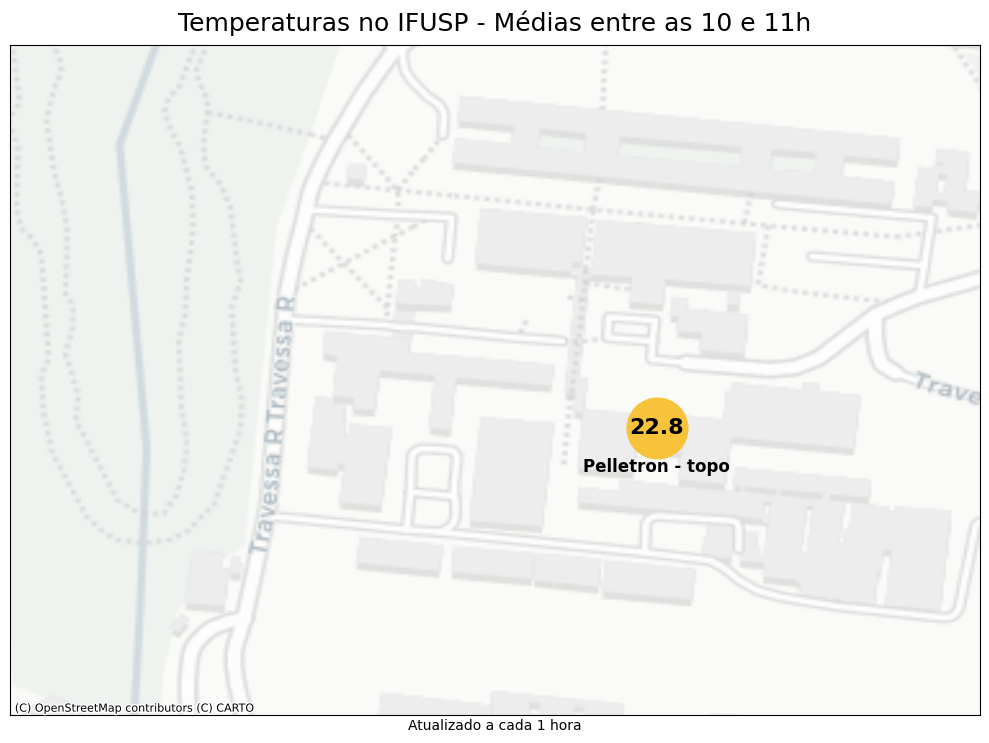 Temperaturas no IFUSP - Médias entre as 10 e 11h
Travessa R Travessa R
Trave
22.8
Pelletron - topo
(C) OpenStreetMap contributors (C) CARTO
Atualizado a cada 1 hora